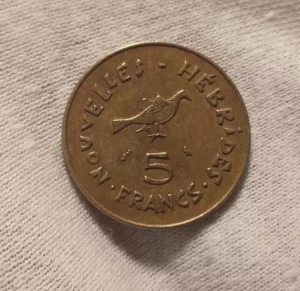 NOUVELLES - HÉBRIDES
5
· FRANCS ·